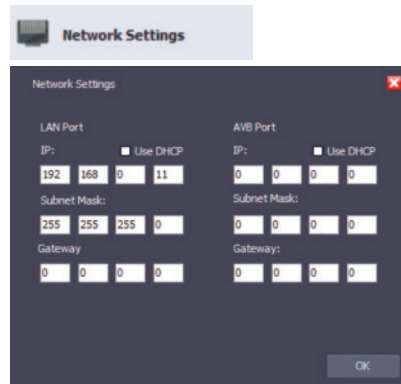 Network Settings
Network Settings
LAN Port
IP: Use DHCP
192 168 0 11
Subnet Mask:
255 255 255 0
Gateway
0 0 0 0
AVB Port
IP: Use DHCP
0 0 0 0
Subnet Mask:
0 0 0 0
Gateway:
0 0 0 0
OK